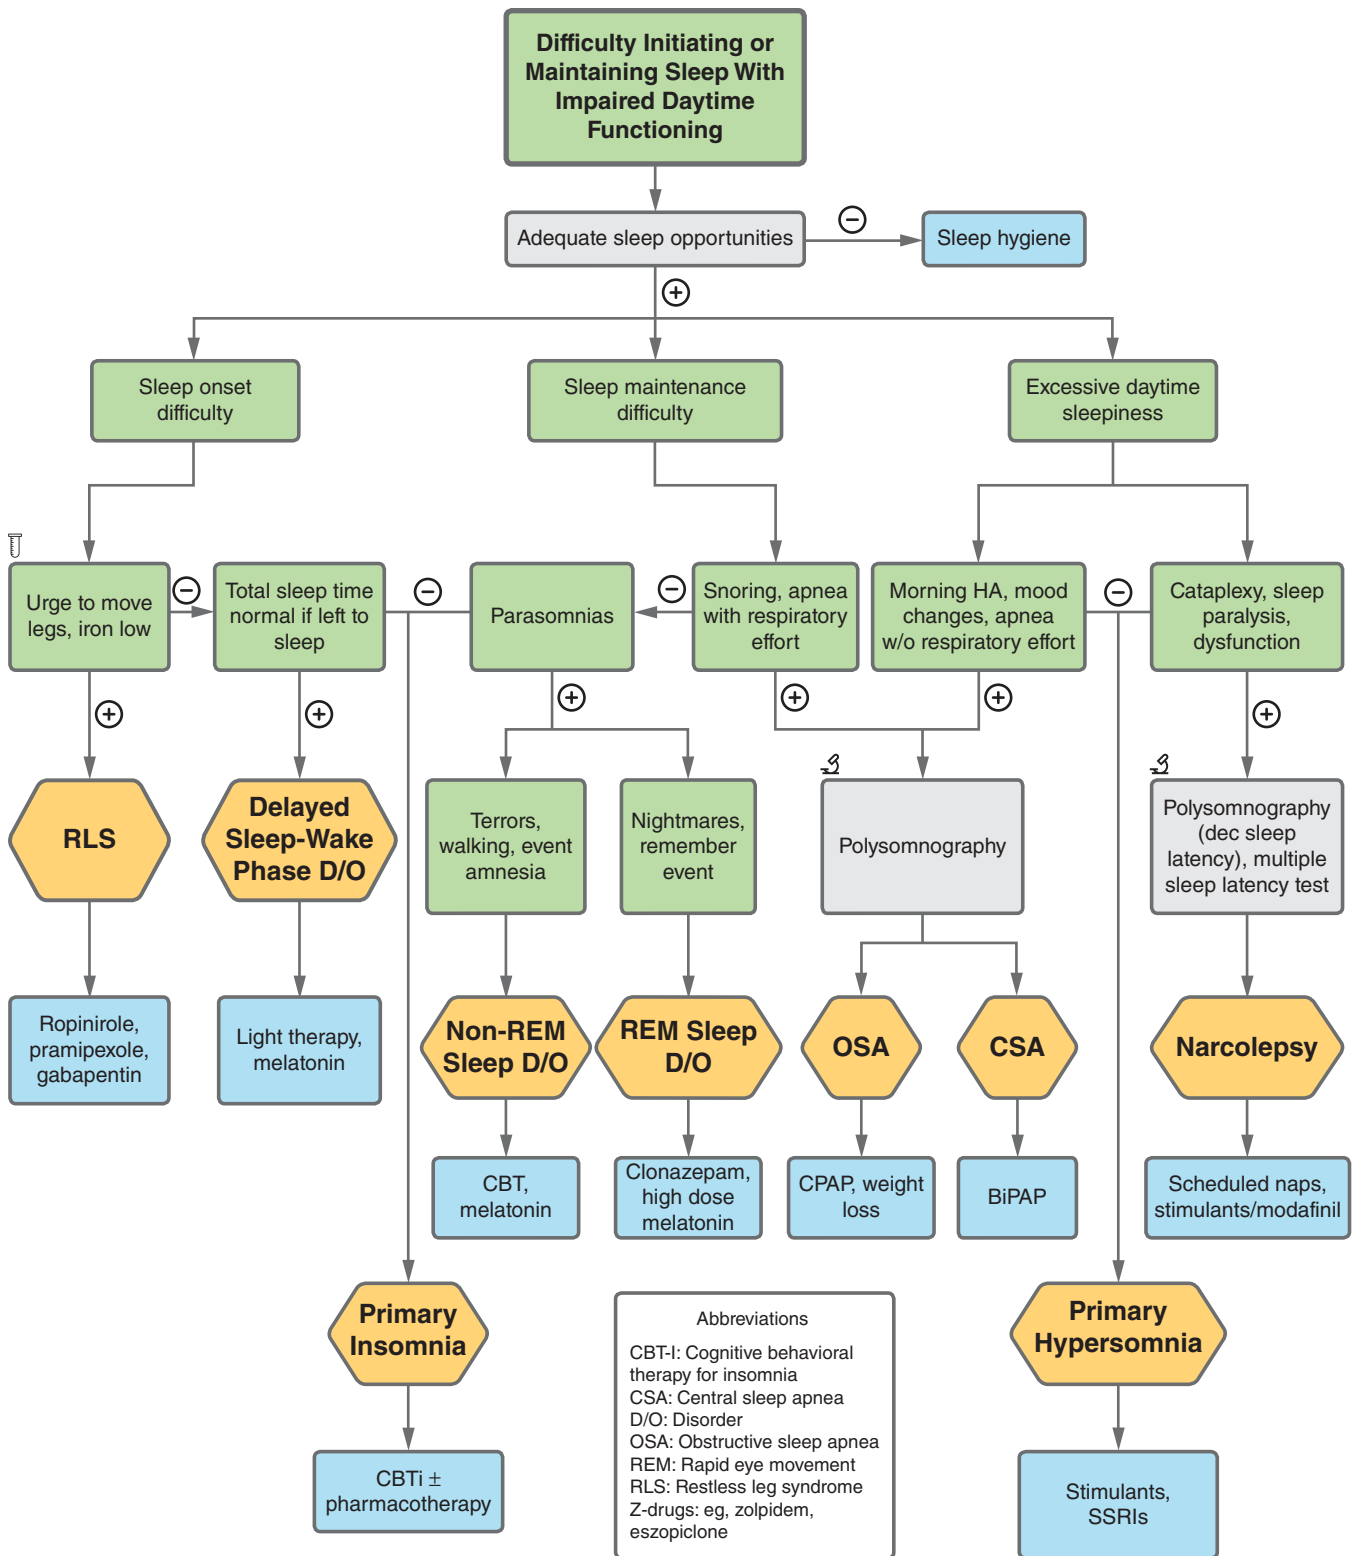 Difficulty Initiating or
Maintaining Sleep With
Impaired Daytime
Functioning
Adequate sleep opportunities
−
Sleep hygiene
+
Sleep onset
difficulty
Sleep maintenance
difficulty
Excessive daytime
sleepiness
Urge to move
legs, iron low
−
Total sleep time
normal if left to
sleep
−
Parasomnias
−
Snoring, apnea
with respiratory
effort
Morning HA, mood
changes, apnea
w/o respiratory effort
−
Cataplexy, sleep
paralysis,
dysfunction
+
+
+
+
+
+
RLS
Delayed
Sleep-Wake
Phase D/O
Terrors,
walking, event
amnesia
Nightmares,
remember
event
Polysomnography
Polysomnography
(dec sleep
latency), multiple
sleep latency test
Ropinirole,
pramipexole,
gabapentin
Light therapy,
melatonin
Non-REM
Sleep D/O
REM Sleep
D/O
OSA
CSA
Narcolepsy
CBT,
melatonin
Clonazepam,
high dose
melatonin
CPAP, weight
loss
BiPAP
Scheduled naps,
stimulants/modafinil
Primary
Insomnia
Primary
Hypersomnia
CBTi ±
pharmacotherapy
Abbreviations
CBT-I: Cognitive behavioral
therapy for insomnia
CSA: Central sleep apnea
D/O: Disorder
OSA: Obstructive sleep apnea
REM: Rapid eye movement
RLS: Restless leg syndrome
Z-drugs: eg, zolpidem,
eszopiclone
Stimulants,
SSRIs